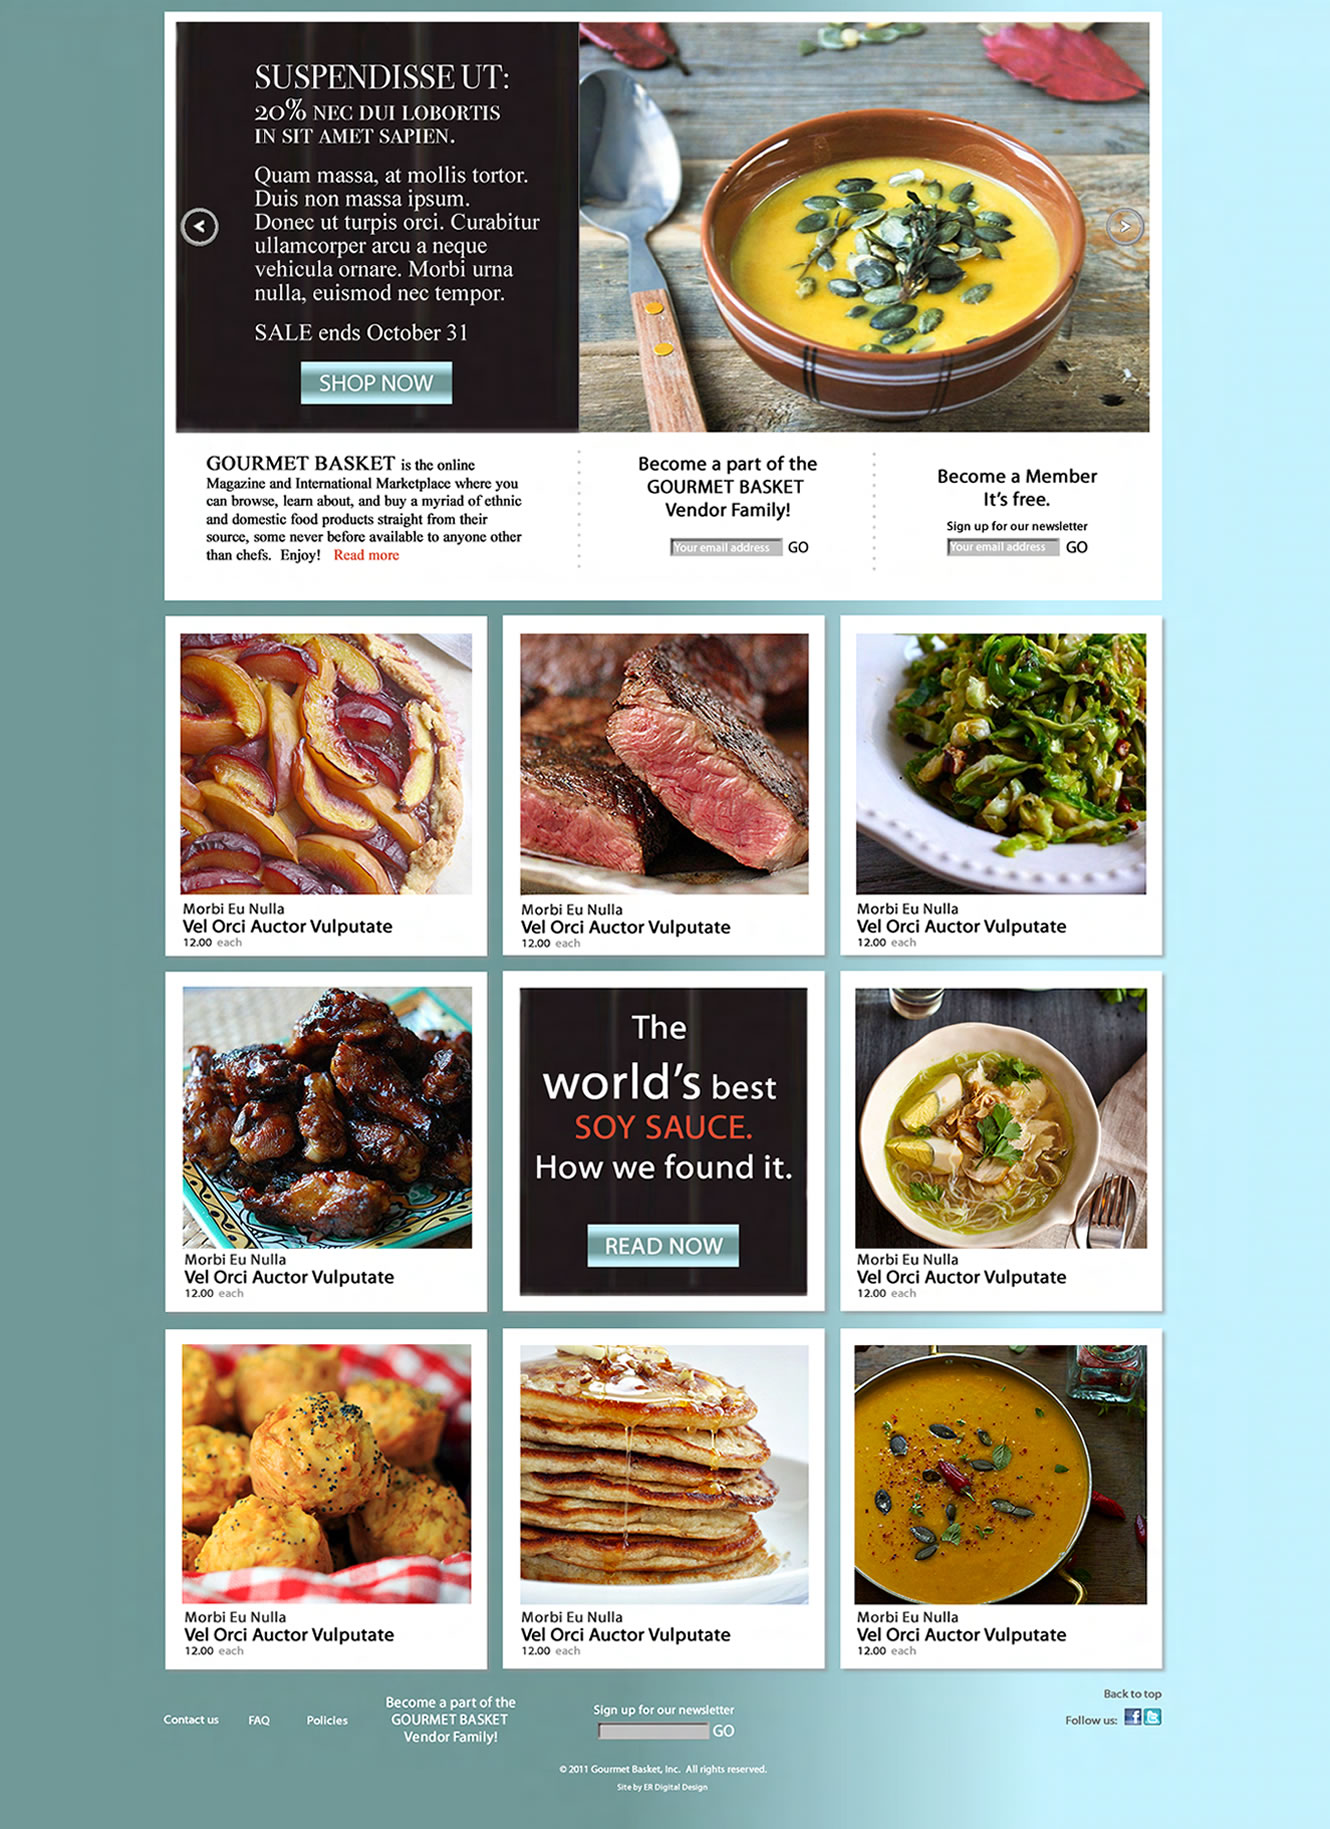 SUSPENDISSE UT:
20% NEC DUI LOBORTIS
IN SIT AMET SAPIEN.
Quam massa, at mollis tortor.
Duis non massa ipsum.
Donec ut turpis orci. Curabitur
ullamcorper arcu a neque
vehicula ornare. Morbi urna
nulla, euismod nec tempor.
SALE ends October 31
SHOP NOW
GOURMET BASKET is the online
Magazine and International Marketplace where you
can browse, learn about, and buy a myriad of ethnic
and domestic food products straight from their
source, some never before available to anyone other
than chefs. Enjoy! Read more
Become a part of the
GOURMET BASKET
Vendor Family!
Your email address GO
Become a Member
It's free.
Sign up for our newsletter
Your email address GO
Morbi Eu Nulla
Vel Orci Auctor Vulputate
12.00 each
Morbi Eu Nulla
Vel Orci Auctor Vulputate
12.00 each
Morbi Eu Nulla
Vel Orci Auctor Vulputate
12.00 each
Morbi Eu Nulla
Vel Orci Auctor Vulputate
12.00 each
The
world's best
SOY SAUCE.
How we found it.
READ NOW
Morbi Eu Nulla
Vel Orci Auctor Vulputate
12.00 each
Morbi Eu Nulla
Vel Orci Auctor Vulputate
12.00 each
Morbi Eu Nulla
Vel Orci Auctor Vulputate
12.00 each
Morbi Eu Nulla
Vel Orci Auctor Vulputate
12.00 each
Contact us
FAQ
Policies
Become a part of the
GOURMET BASKET
Vendor Family!
Sign up for our newsletter
GO
Back to top
Follow us:
© 2011 Gourmet Basket, Inc. All rights reserved.
Site by ER Digital Design